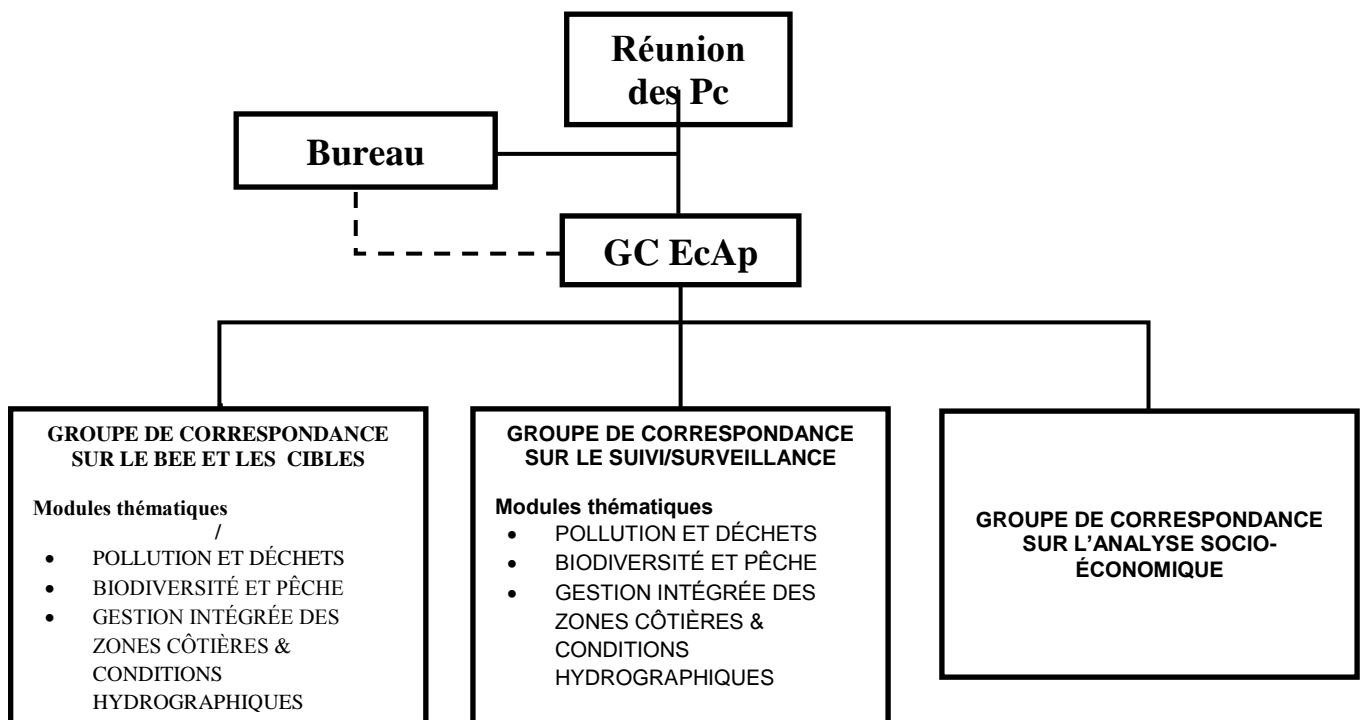 Réunion
des Pc
Bureau
GC EcAp
GROUPE DE CORRESPONDANCE
SUR LE BEE ET LES CIBLES
Modules thématiques
/
• POLLUTION ET DÉCHETS
• BIODIVERSITÉ ET PÊCHE
• GESTION INTÉGRÉE DES
ZONES CÔTIÈRES &
CONDITIONS
HYDROGRAPHIQUES
GROUPE DE CORRESPONDANCE
SUR LE SUIVI/SURVEILLANCE
Modules thématiques
• POLLUTION ET DÉCHETS
• BIODIVERSITÉ ET PÊCHE
• GESTION INTÉGRÉE DES
ZONES CÔTIÈRES &
CONDITIONS
HYDROGRAPHIQUES
GROUPE DE CORRESPONDANCE
SUR L'ANALYSE SOCIO-
ÉCONOMIQUE